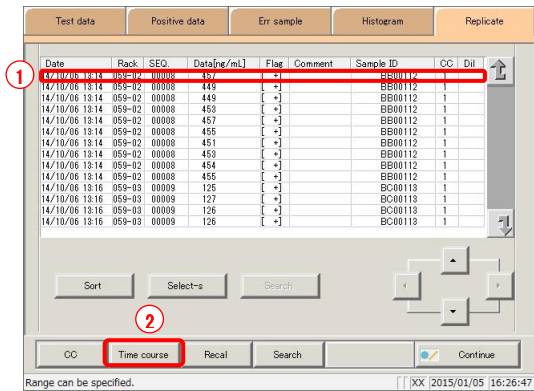 Test data Positive data Err sample Histogram Replicate
Date Rack SEQ. Data[ng/mL] Flag Comment Sample ID CC Dil
1
14/10/06 13:14 059-02 00008 457 [ +] BB00112 1
14/10/06 13:14 059-02 00008 449 [ +] BB00112 1
14/10/06 13:14 059-02 00008 449 [ +] BB00112 1
14/10/06 13:14 059-02 00008 453 [ +] BB00112 1
14/10/06 13:14 059-02 00008 457 [ +] BB00112 1
14/10/06 13:14 059-02 00008 455 [ +] BB00112 1
14/10/06 13:14 059-02 00008 451 [ +] BB00112 1
14/10/06 13:14 059-02 00008 453 [ +] BB00112 1
14/10/06 13:14 059-02 00008 454 [ +] BB00112 1
14/10/06 13:14 059-02 00008 455 [ +] BB00112 1
14/10/06 13:16 059-03 00009 125 [ +] BC00113 1
14/10/06 13:16 059-03 00009 127 [ +] BC00113 1
14/10/06 13:16 059-03 00009 126 [ +] BC00113 1
14/10/06 13:16 059-03 00009 126 [ +] BC00113 1
Sort Select-s Search
2
CC Time course Recal Search Continue
Range can be specified. XX 2015/01/05 16:26:47